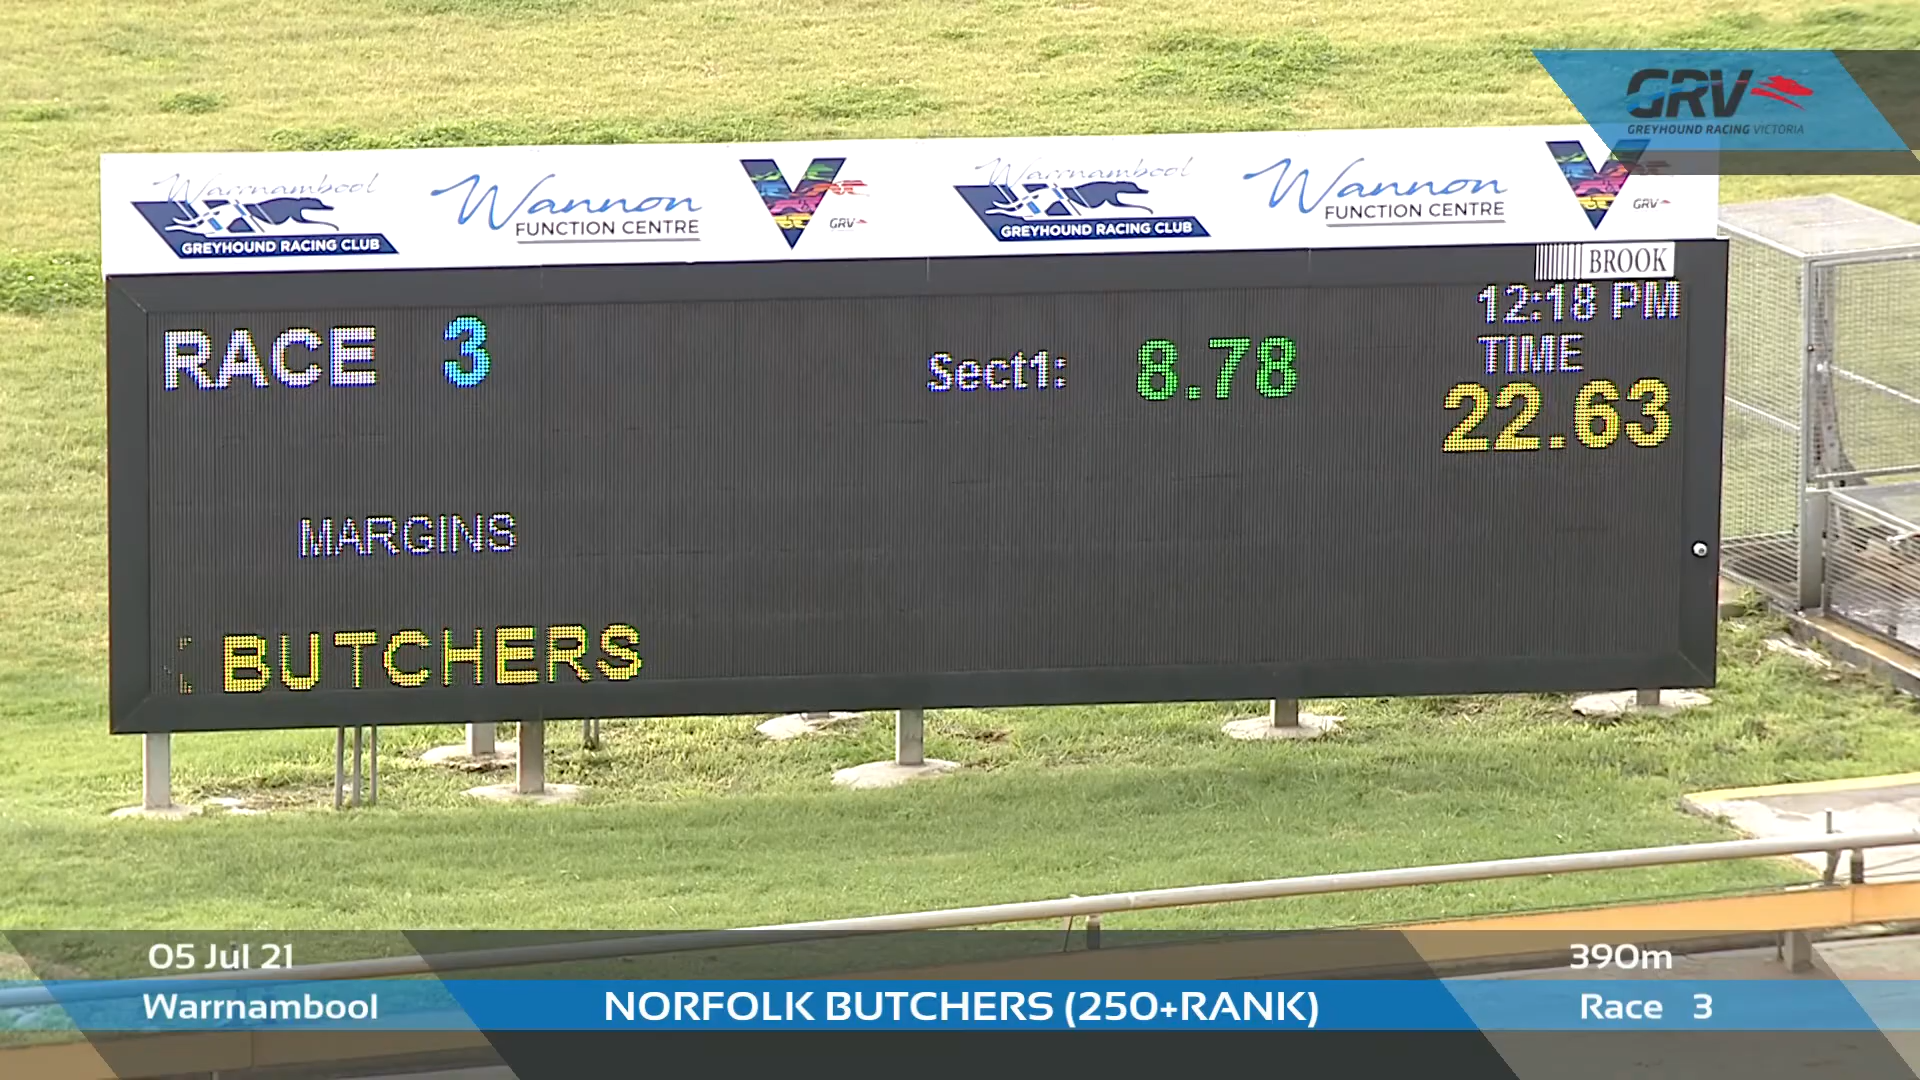 GRV
GREYHOUND RACING VICTORIA
Warrnambool
GREYHOUND RACING CLUB
Wannon
FUNCTION CENTRE
V
GRV
Warrnambool
GREYHOUND RACING CLUB
Wannon
FUNCTION CENTRE
V
GRV
BROOK
12:18 PM
RACE 3
Sect1: 8.78
TIME
22.63
MARGINS
BUTCHERS
05 Jul 21
390m
Warrnambool
NORFOLK BUTCHERS (250+RANK)
Race 3